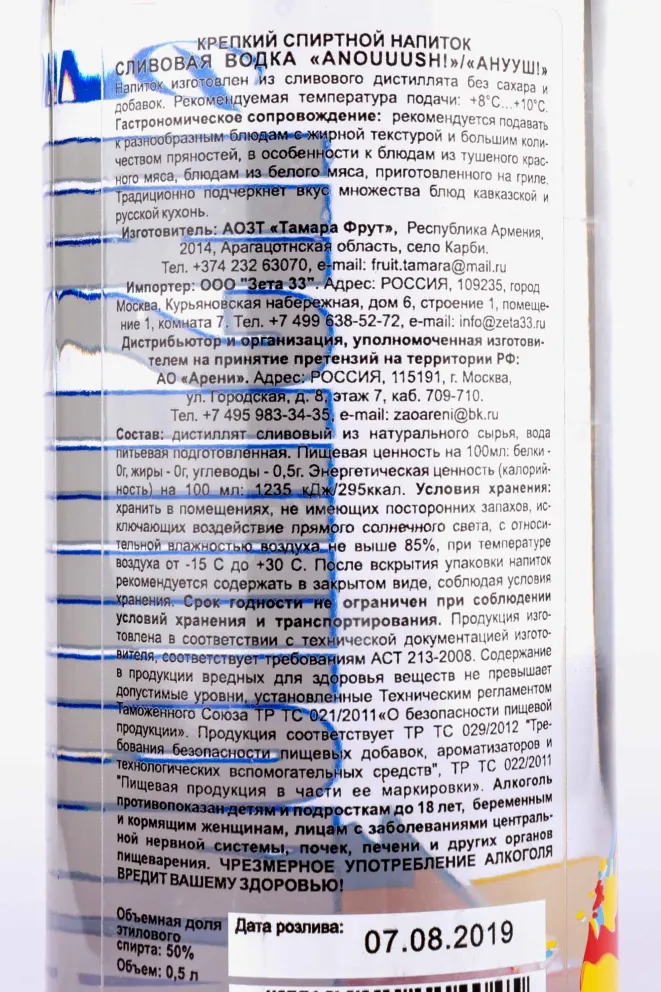 КРЕПКИЙ СПИРТНОЙ НАПИТОК
СЛИВОВАЯ ВОДКА «ANOUUUSH!»/«АНУУШ!»
Напиток изготовлен из сливового дистиллята без сахара и
добавок. Рекомендуемая температура подачи: +8°С...+10°С.
Гастрономическое сопровождение: рекомендуется подавать
к разнообразным блюдам с жирной текстурой и большим коли-
чеством пряностей, в особенности к блюдам из тушеного крас-
ного мяса, блюдам из белого мяса, приготовленного на гриле.
Традиционно подчеркнет вкус множества блюд кавказской и
русской кухонь.
Изготовитель: АОЗТ «Тамара Фрут», Республика Армения,
2014, Арагацотнская область, село Карби.
Тел. +374 232 63070, e-mail: fruit.tamara@mail.ru
Импортер: ООО "Зета 33". Адрес: РОССИЯ, 109235, город
Москва, Курьяновская набережная, дом 6, строение 1, помеще-
ние 1, комната 7. Тел. +7 499 638-52-72, e-mail: info@zeta33.ru
Дистрибьютор и организация, уполномоченная изготови-
телем на принятие претензий на территории РФ:
АО «Арени». Адрес: РОССИЯ, 115191, г. Москва,
ул. Городская, д. 8, этаж 7, каб. 709-710.
Тел. +7 495 983-34-35, e-mail: zaoareni@bk.ru
Состав: дистиллят сливовый из натурального сырья, вода
питьевая подготовленная. Пищевая ценность на 100мл: белки -
0г, жиры - 0г, углеводы - 0,5г. Энергетическая ценность (калорий-
ность) на 100 мл: 1235 кДж/295ккал. Условия хранения:
хранить в помещениях, не имеющих посторонних запахов, ис-
ключающих воздействие прямого солнечного света, с относи-
тельной влажностью воздуха не выше 85%, при температуре
воздуха от -15 С до +30 С. После вскрытия упаковки напиток
рекомендуется содержать в закрытом виде, соблюдая условия
хранения. Срок годности не ограничен при соблюдении
условий хранения и транспортирования. Продукция изго-
товлена в соответствии с технической документацией изгото-
вителя, соответствует требованиям АСТ 213-2008. Содержание
в продукции вредных для здоровья веществ не превышает
допустимые уровни, установленные Техническим регламентом
Таможенного Союза ТР ТС 021/2011«О безопасности пищевой
продукции». Продукция соответствует ТР ТС 029/2012 "Тре-
бования безопасности пищевых добавок, ароматизаторов и
технологических вспомогательных средств", ТР ТС 022/2011
"Пищевая продукция в части ее маркировки». Алкоголь
противопоказан детям и подросткам до 18 лет, беременным
и кормящим женщинам, лицам с заболеваниями централь-
ной нервной системы, почек, печени и других органов
пищеварения. ЧРЕЗМЕРНОЕ УПОТРЕБЛЕНИЕ АЛКОГОЛЯ
ВРЕДИТ ВАШЕМУ ЗДОРОВЬЮ!
Объемная доля
этилового
спирта: 50%
Объем: 0,5 л
Дата розлива:
07.08.2019